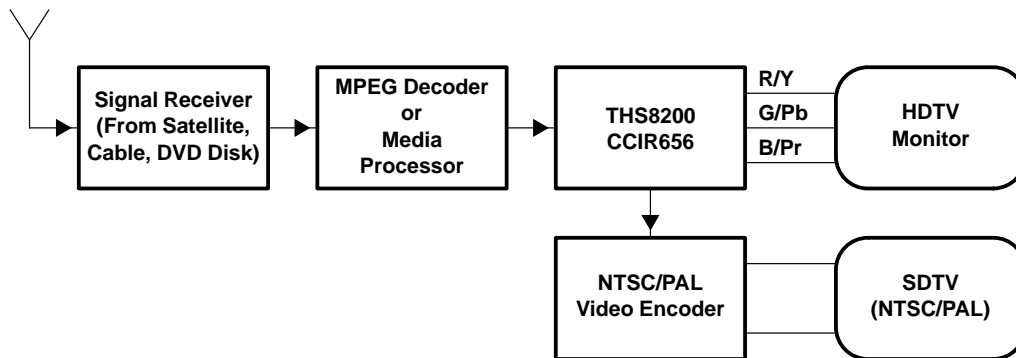 Signal Receiver
(From Satellite,
Cable, DVD Disk)
MPEG Decoder
or
Media
Processor
THS8200
CCIR656
R/Y
G/Pb
B/Pr
HDTV
Monitor
NTSC/PAL
Video Encoder
SDTV
(NTSC/PAL)